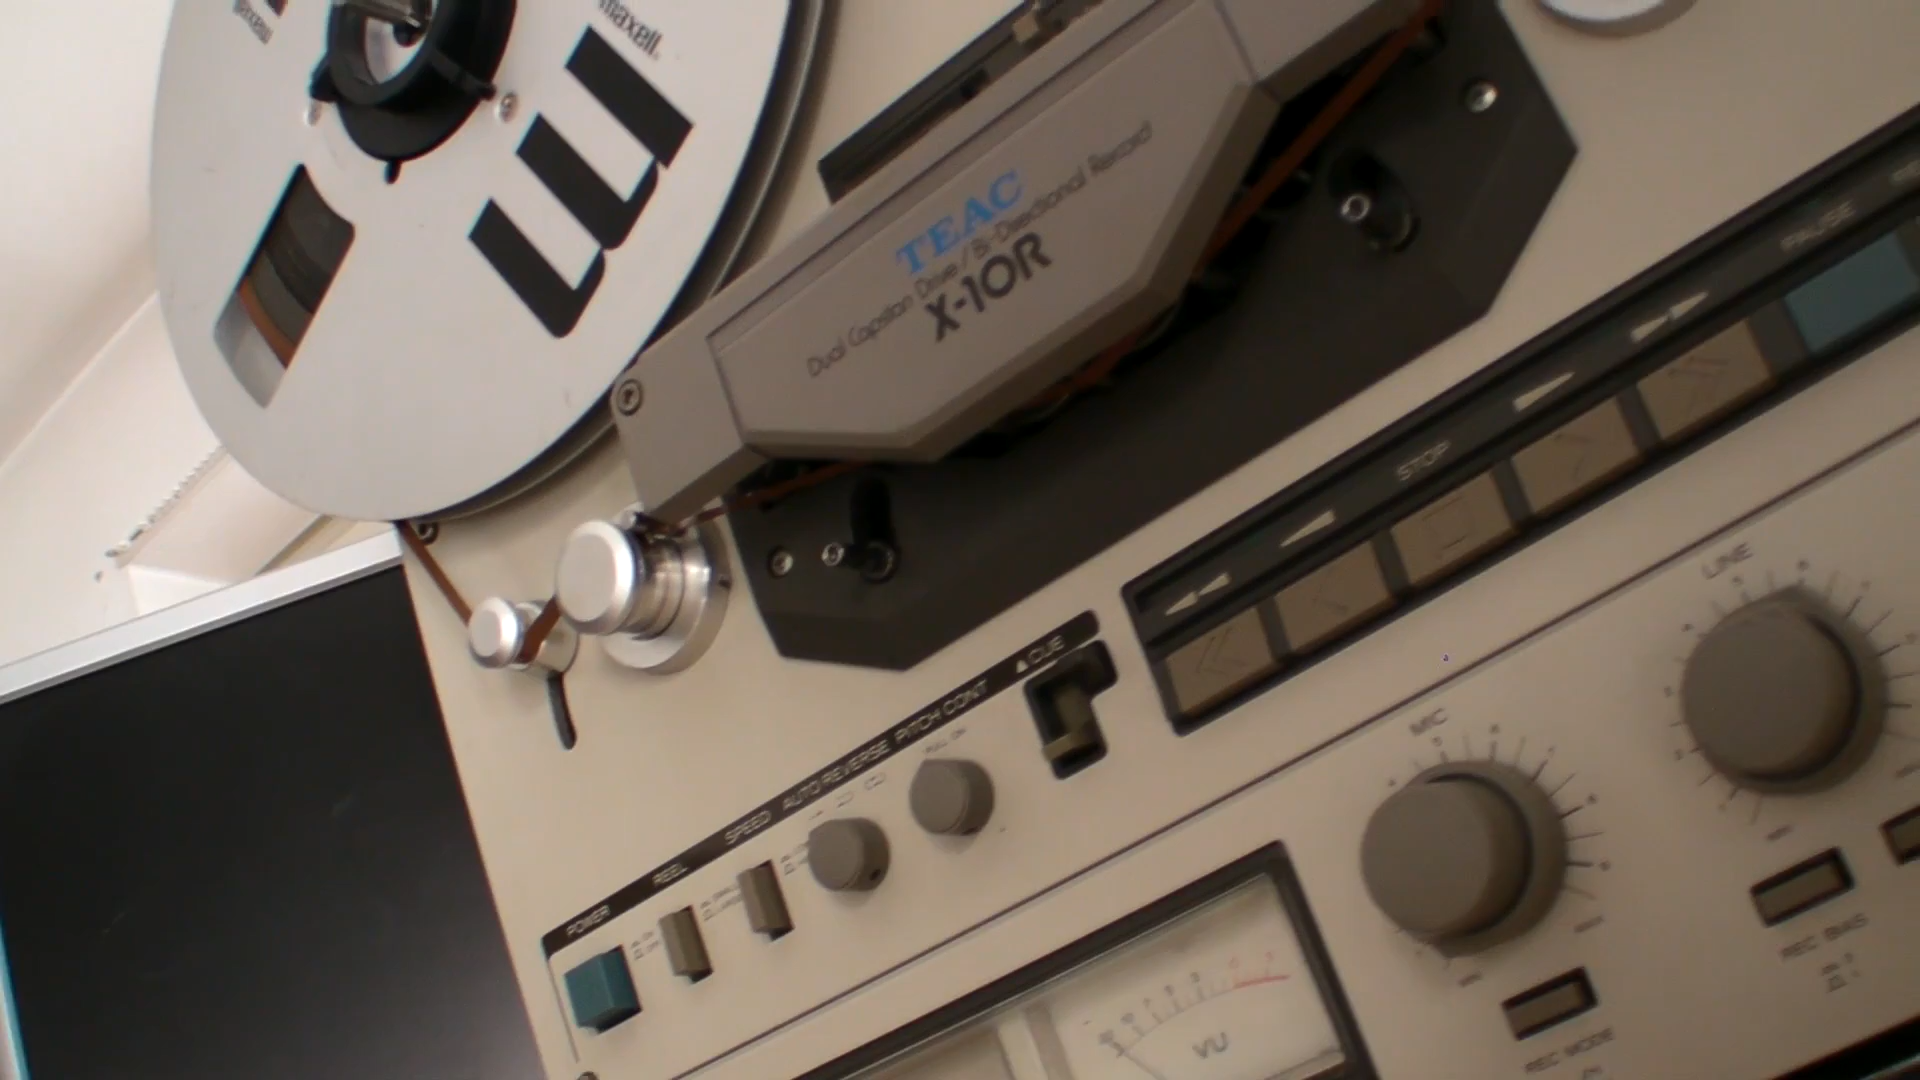 maxell
maxell.
TEAC
Dual Capstan Drive / Bi-Directional Record
X-10R
PAUSE
STOP
LINE
▲CUE
MIC
POWER REEL SPEED AUTO REVERSE PITCH CONT
PULL ON
REC BIAS
REC MODE
VU